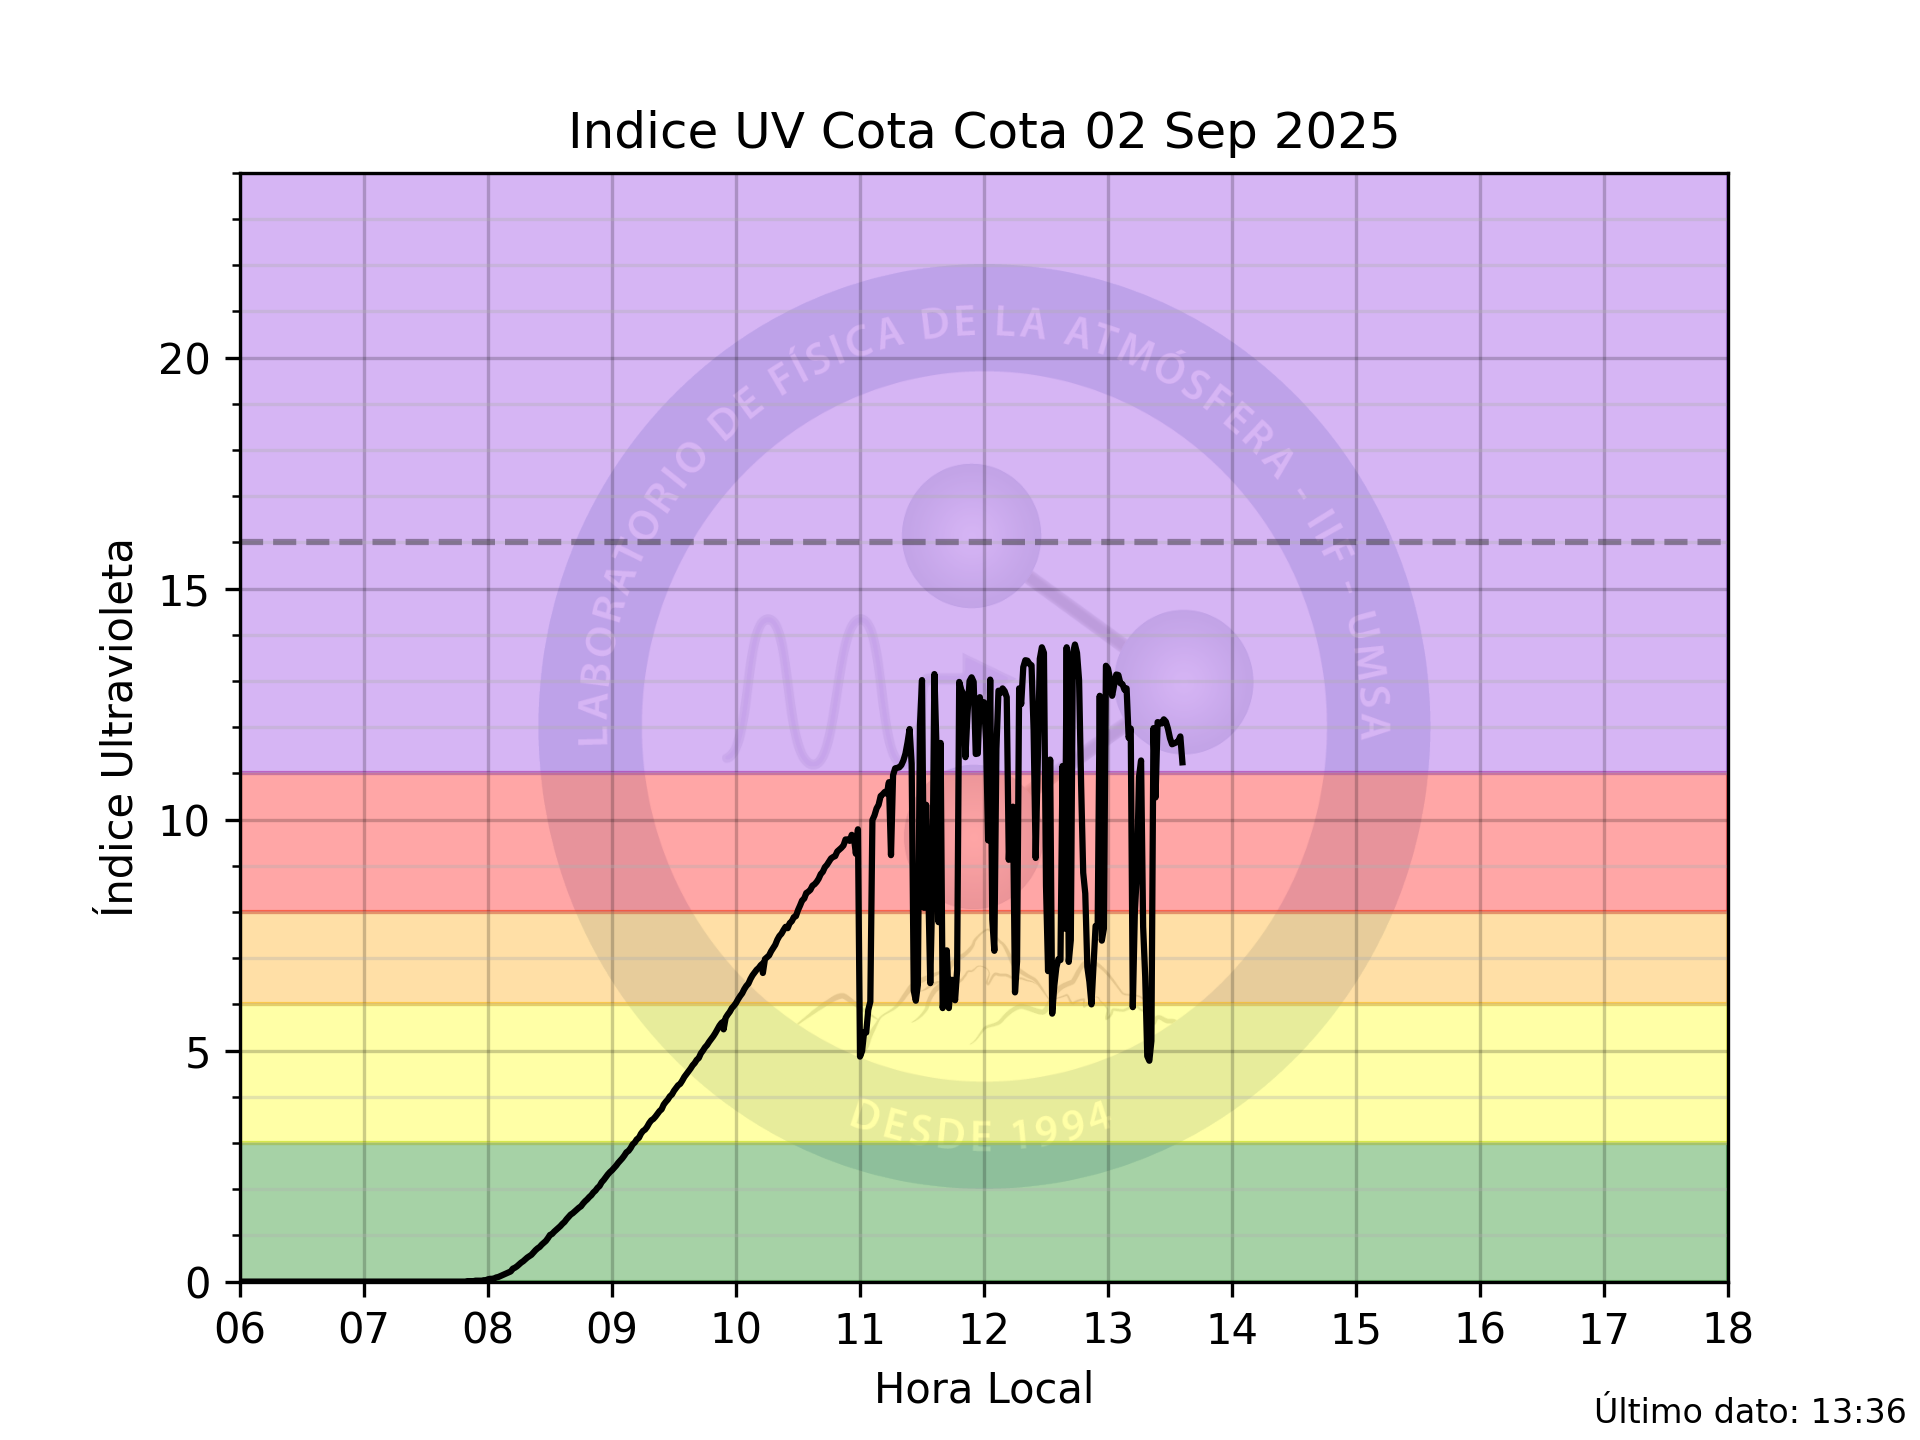 Indice UV Cota Cota 02 Sep 2025
Índice Ultravioleta
20
15
10
5
0
LABORATORIO DE FÍSICA DE LA ATMÓSFERA - IIF - UMSA
DESDE 1994
06 07 08 09 10 11 12 13 14 15 16 17 18
Hora Local
Último dato: 13:36